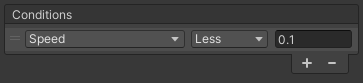 Conditions
Speed Less 0.1
+ −